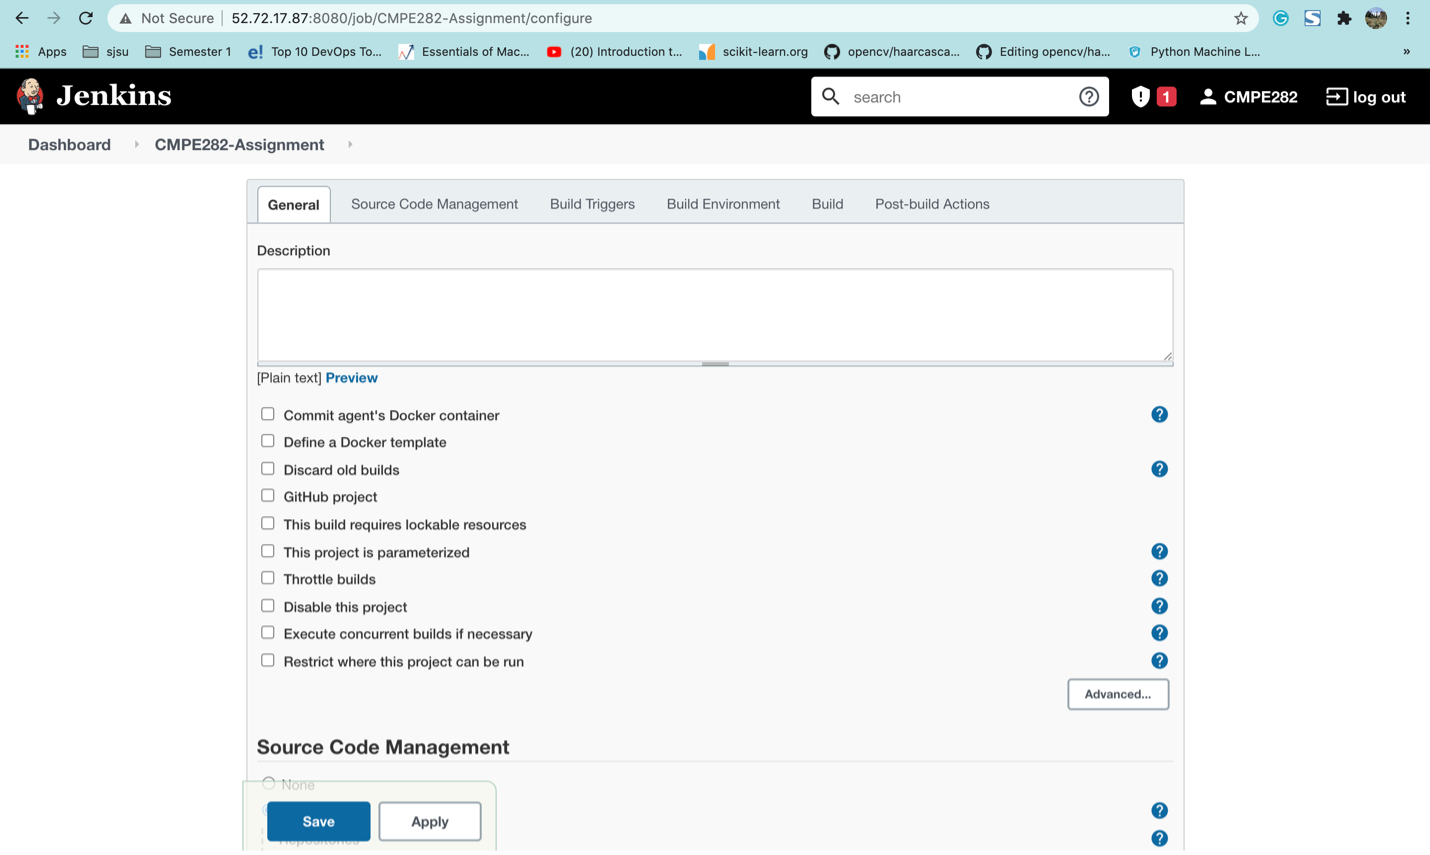 Not Secure | 52.72.17.87:8080/job/CMPE282-Assignment/configure
Apps sjsu Semester 1 e! Top 10 DevOps To... Essentials of Mac... (20) Introduction t... scikit-learn.org opencv/haarcasca... Editing opencv/ha... Python Machine L... »
Jenkins search ? 1 CMPE282 log out
Dashboard CMPE282-Assignment
General Source Code Management Build Triggers Build Environment Build Post-build Actions
Description
[Plain text] Preview
Commit agent's Docker container ?
Define a Docker template
Discard old builds ?
GitHub project
This build requires lockable resources
This project is parameterized ?
Throttle builds ?
Disable this project ?
Execute concurrent builds if necessary ?
Restrict where this project can be run ?
Advanced...
Source Code Management
None
?
Save Apply
Repositories ?